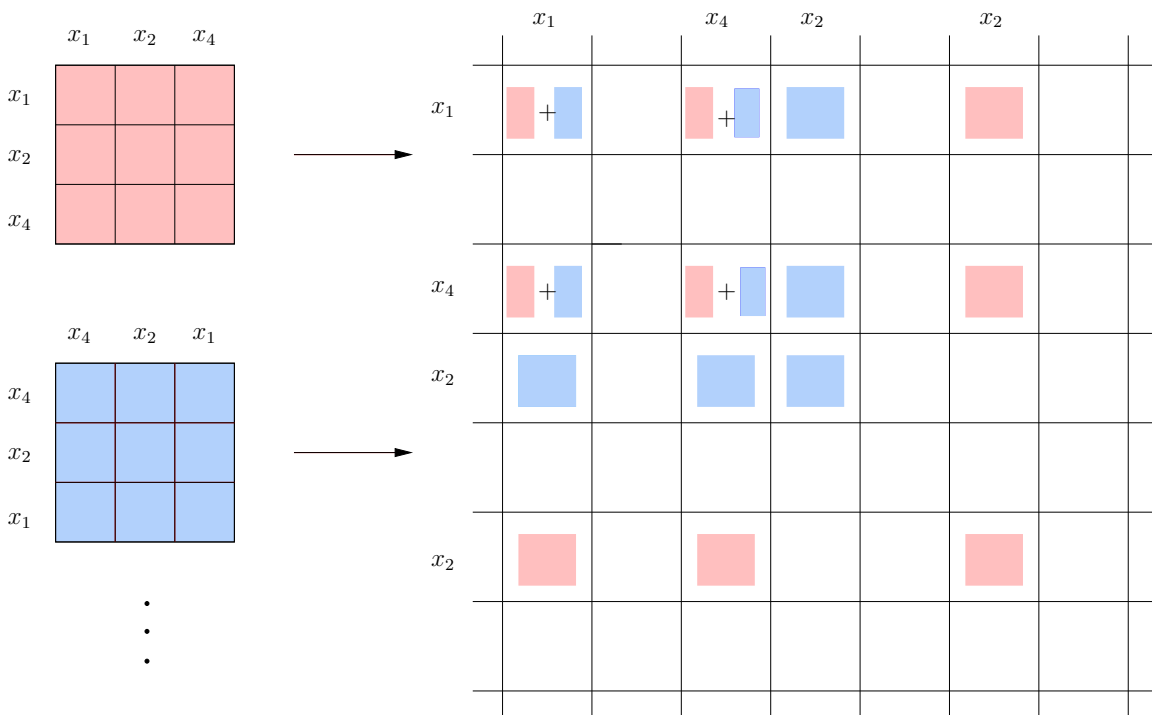 x₁ x₂ x₄
x₁
x₂
x₄
x₄ x₂ x₁
x₄
x₂
x₁
x₁ x₄ x₂ x₂
x₁ + +
x₄ + +
x₂
x₂